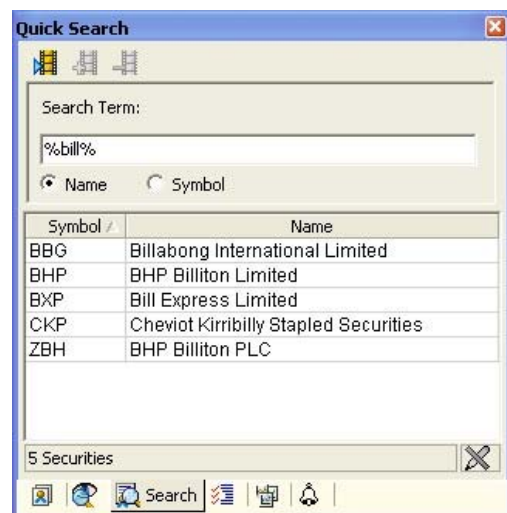 Quick Search
Search Term:
%bill%
Name Symbol
Symbol Name
BBG Billabong International Limited
BHP BHP Billiton Limited
BXP Bill Express Limited
CKP Cheviot Kirribilly Stapled Securities
ZBH BHP Billiton PLC
5 Securities
Search